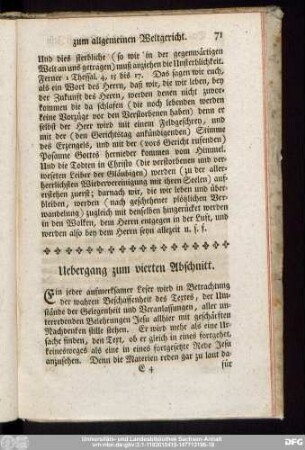 zum allgemeinen Weltgericht. 71
Und dies sterbliche (so wir in der gegenwärtigen
Welt an uns getragen) muß anziehen die Unsterblichkeit.
Ferner 1 Thessal. 4, 15 bis 17. Das sagen wir euch,
als ein Wort des Herrn, daß wir, die wir leben, bey
der Zukunft des Herrn, werden denen nicht zuvor-
kommen die da schlafen (die noch lebenden werden
keine Vorzüge vor den Verstorbenen haben) denn er
selbst der Herr wird mit einem Feldgeschrey, und
mit der (den Gerichtstag ankündigenden) Stimme
des Erzengels, und mit der (vors Gericht rufenden)
Posaune Gottes hernieder kommen vom Himmel.
Und die Todten in Christo (die verstorbenen und ver-
weseten Leiber der Gläubigen) werden (zu der aller-
herrlichsten Wiedervereinigung mit ihren Seelen) auf-
erstehen zuerst; darnach wir, die wir leben und über-
bleiben, werden (nach geschehener plötzlichen Ver-
wandelung) zugleich mit denselben hingerücket werden
in den Wolken, dem Herrn entgegen in der Luft, und
werden also bey dem Herrn seyn allezeit u. s. f.
Uebergang zum vierten Abschnitt.
Ein jeder aufmerksamer Leser wird in Betrachtung
der wahren Beschaffenheit des Textes, der Um-
stände der Gelegenheit und Veranlassungen, aller un-
terredenden Belehrungen Jesu allhier mit geschärften
Nachdenken stille stehen. Er wird mehr als eine Ur-
sache finden, den Text, ob er gleich in eines fortgehet,
keinesweges als eine in eines fortgesetzte Rede Jesu
anzusehen. Denn die Materien reden gar zu laut da-
E 4 für
Universitäts- und Landesbibliothek Sachsen-Anhalt
DFG